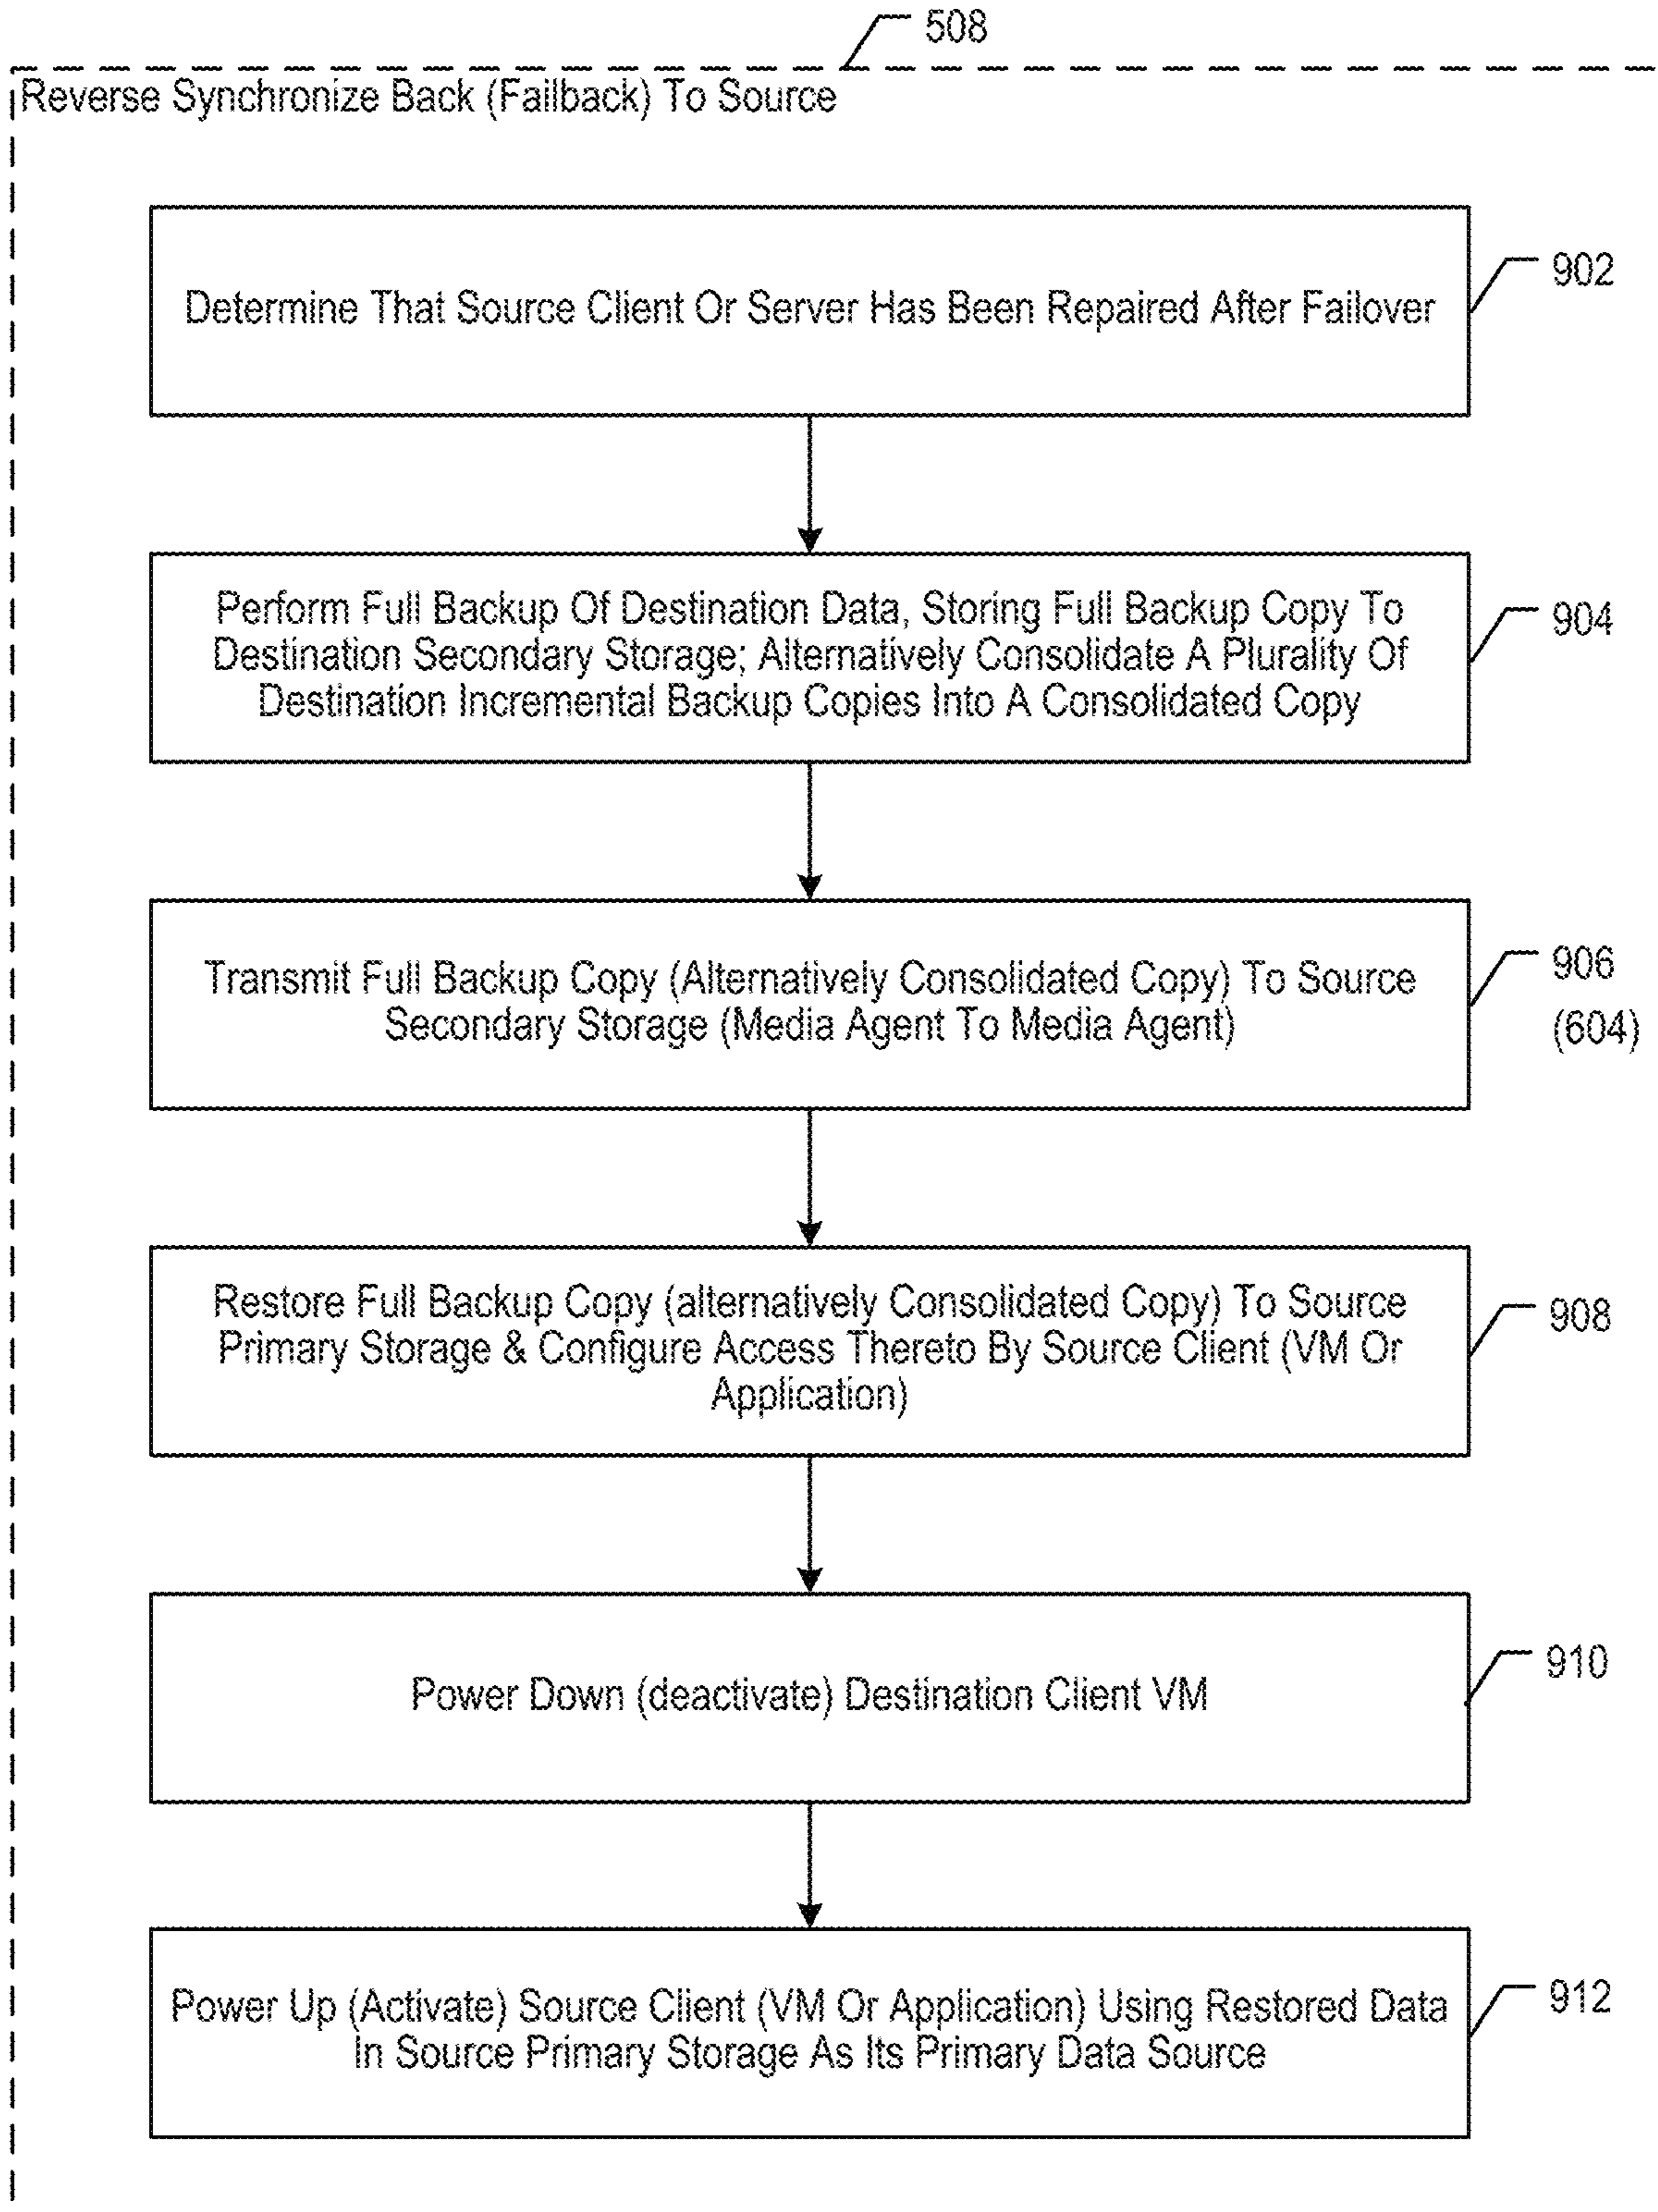 508
Reverse Synchronize Back (Failback) To Source
Determine That Source Client Or Server Has Been Repaired After Failover
902
Perform Full Backup Of Destination Data, Storing Full Backup Copy To
Destination Secondary Storage; Alternatively Consolidate A Plurality Of
Destination Incremental Backup Copies Into A Consolidated Copy
904
Transmit Full Backup Copy (Alternatively Consolidated Copy) To Source
Secondary Storage (Media Agent To Media Agent)
906
(604)
Restore Full Backup Copy (alternatively Consolidated Copy) To Source
Primary Storage & Configure Access Thereto By Source Client (VM Or
Application)
908
Power Down (deactivate) Destination Client VM
910
Power Up (Activate) Source Client (VM Or Application) Using Restored Data
In Source Primary Storage As Its Primary Data Source
912